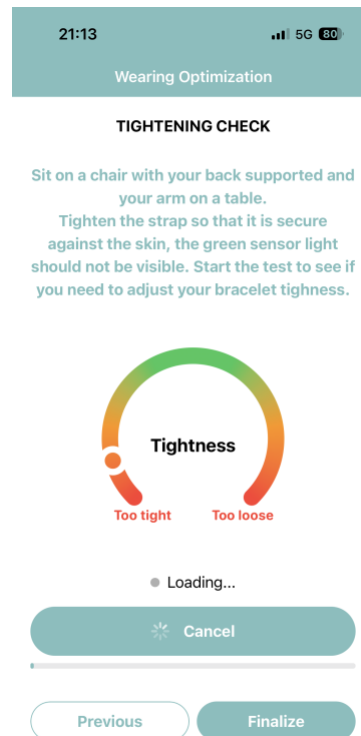 21:13
5G 80
Wearing Optimization
TIGHTENING CHECK
Sit on a chair with your back supported and
your arm on a table.
Tighten the strap so that it is secure
against the skin, the green sensor light
should not be visible. Start the test to see if
you need to adjust your bracelet tighness.
Tightness
Too tight
Too loose
Loading...
Cancel
Previous
Finalize